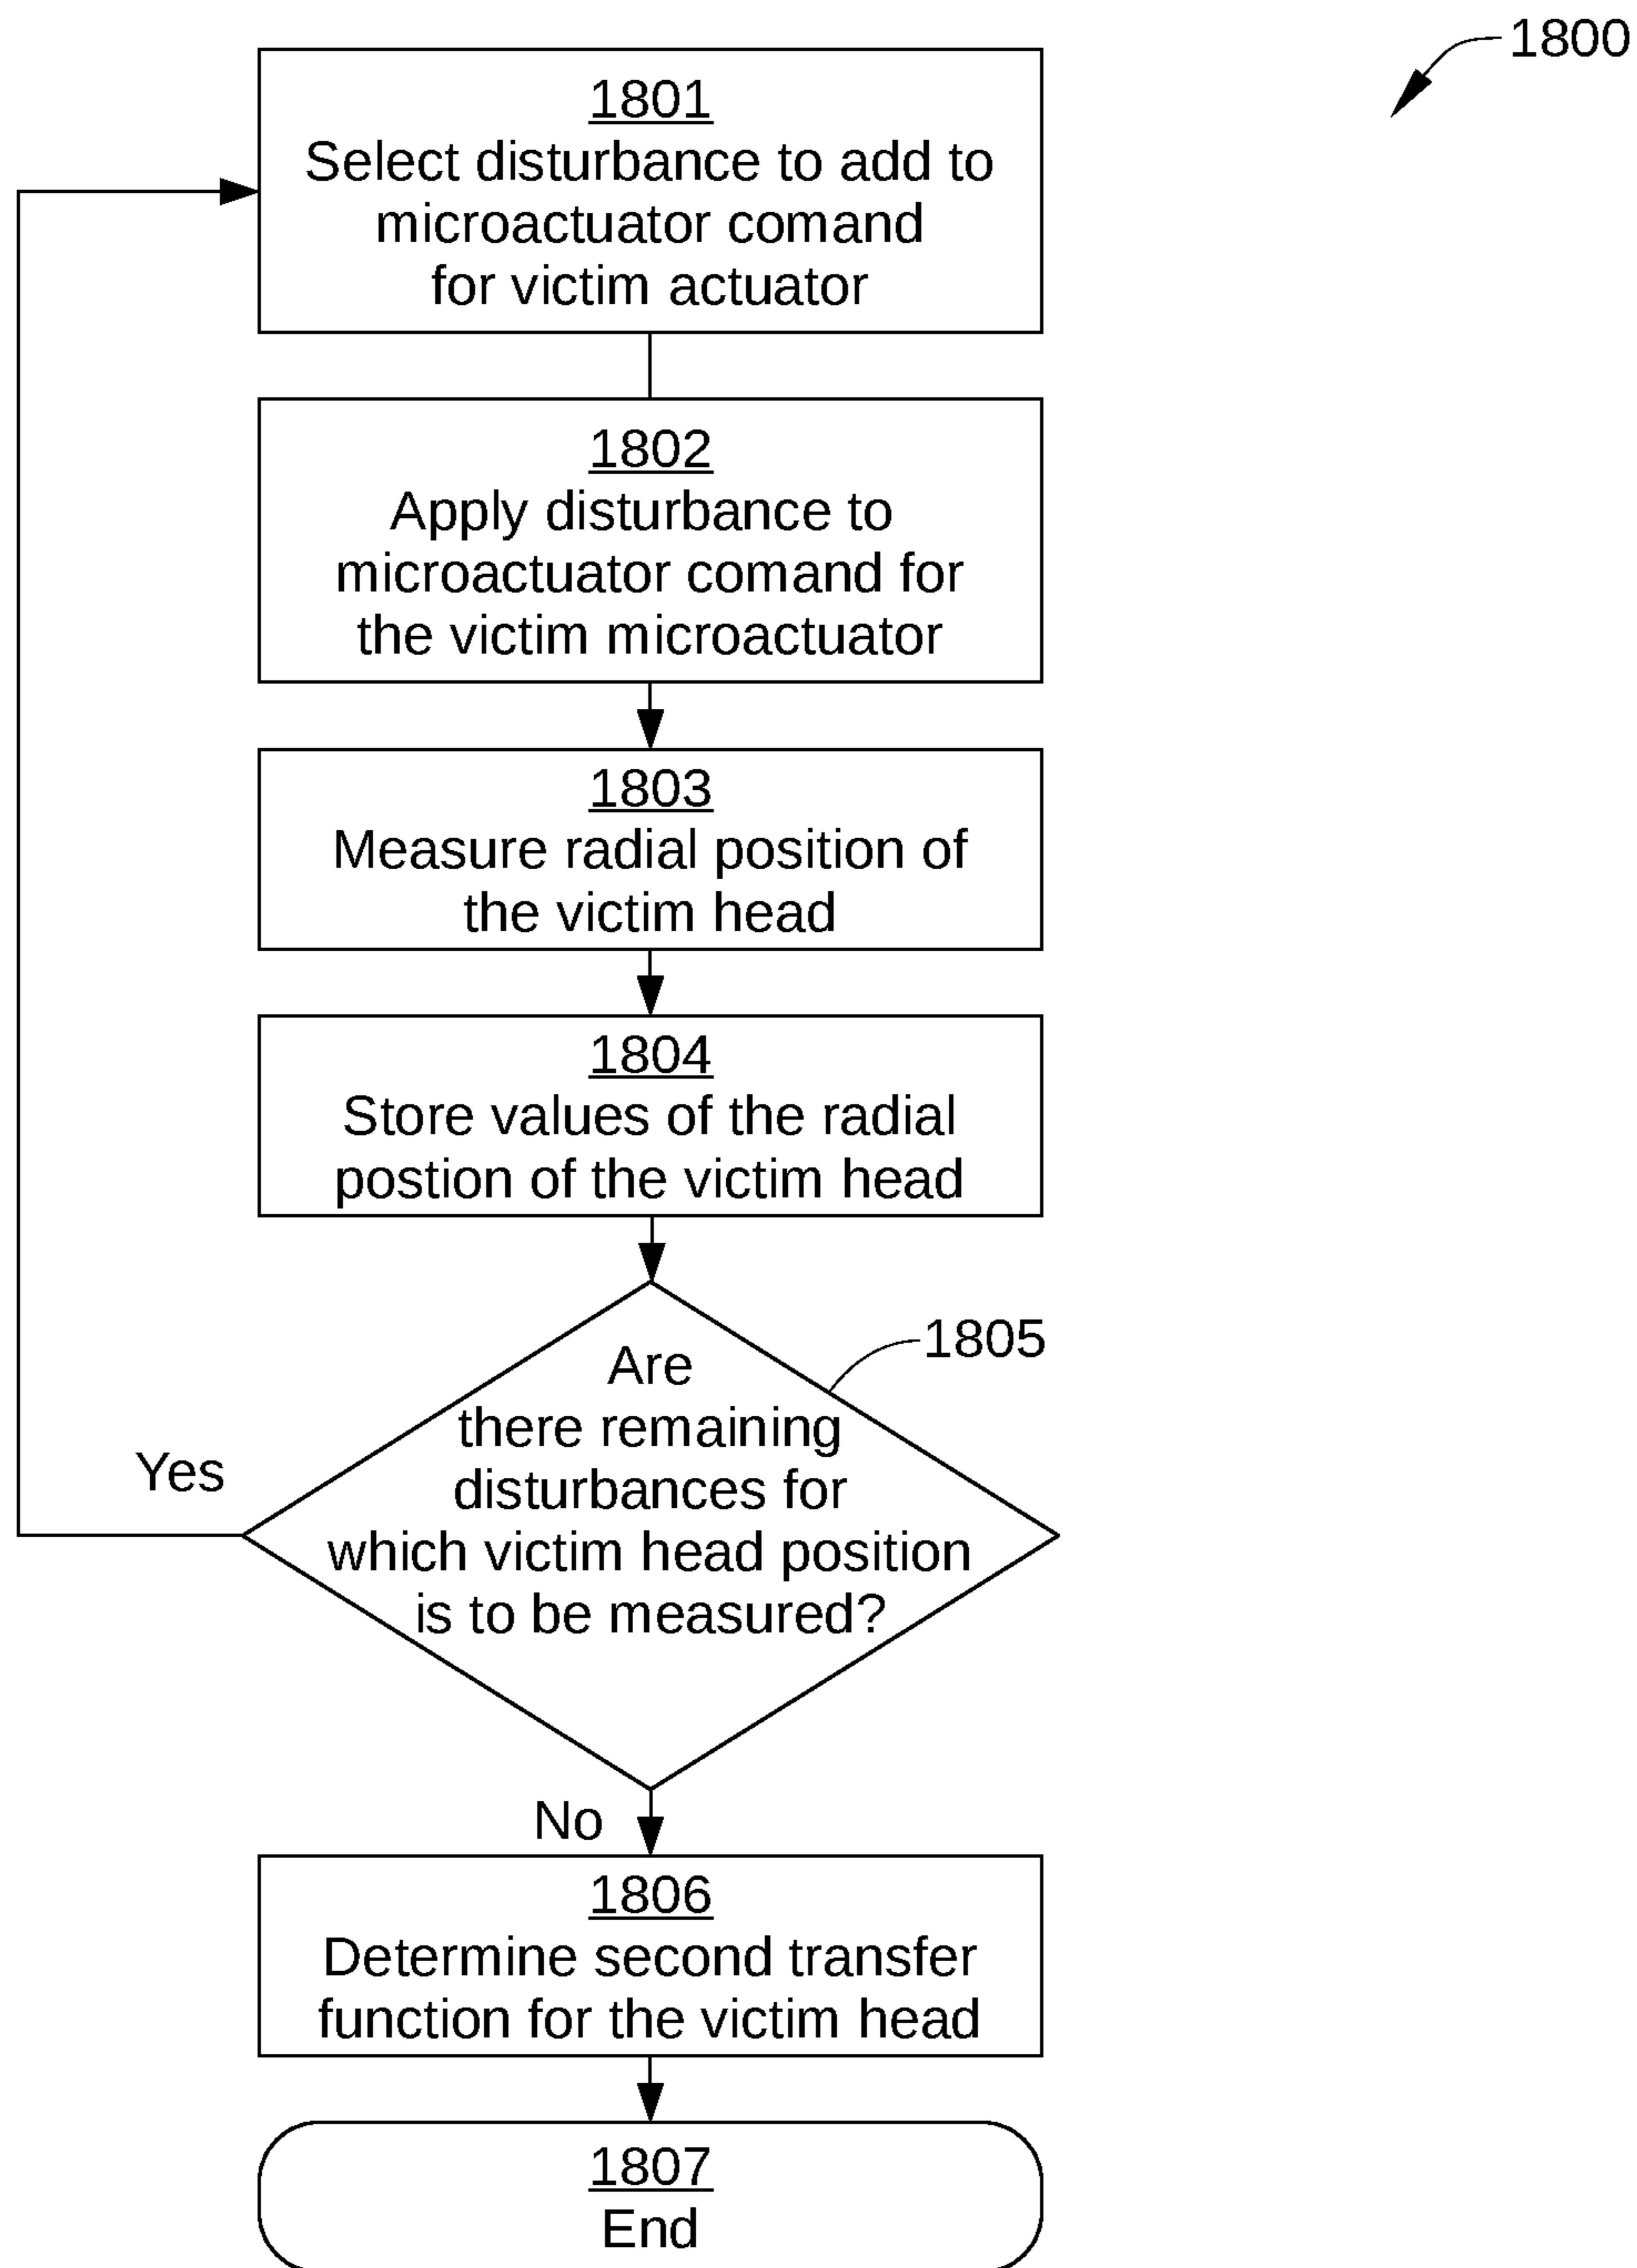 1800
1801
Select disturbance to add to
microactuator comand
for victim actuator
1802
Apply disturbance to
microactuator comand for
the victim microactuator
1803
Measure radial position of
the victim head
1804
Store values of the radial
postion of the victim head
1805
Are
there remaining
disturbances for
which victim head position
is to be measured?
Yes
No
1806
Determine second transfer
function for the victim head
1807
End